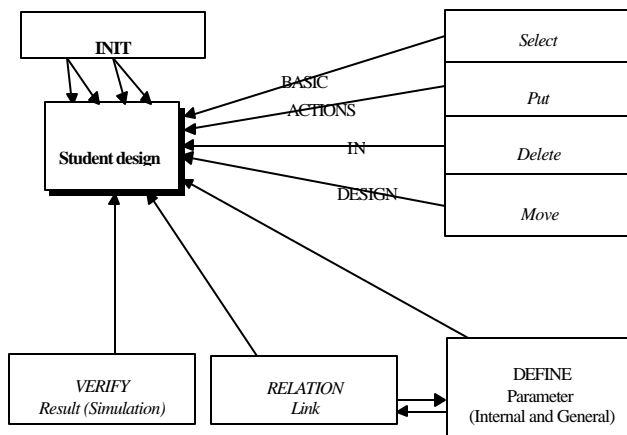 INIT
Select
BASIC
Put
ACTIONS
Student design
IN
Delete
DESIGN
Move
VERIFY
Result (Simulation)
RELATION
Link
DEFINE
Parameter
(Internal and General)